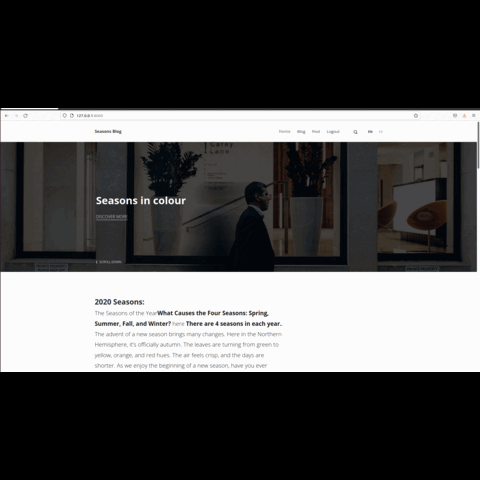 127.0.0.1:8000
Seasons Blog
Home Blog Post Logout EN
Seasons in colour
DISCOVER MORE
SCROLL DOWN
2020 Seasons:
The Seasons of the YearWhat Causes the Four Seasons: Spring,
Summer, Fall, and Winter? here There are 4 seasons in each year.
The advent of a new season brings many changes. Here in the Northern
Hemisphere, it's officially autumn. The leaves are turning from green to
yellow, orange, and red hues. The air feels crisp, and the days are
shorter. As we enjoy the beginning of a new season, have you ever